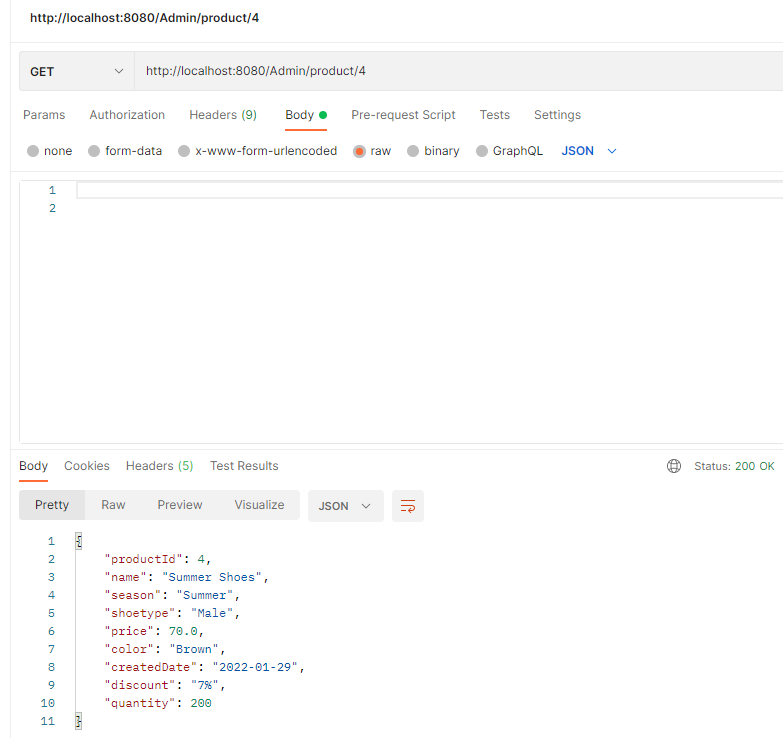 http://localhost:8080/Admin/product/4
GET http://localhost:8080/Admin/product/4
Params Authorization Headers (9) Body Pre-request Script Tests Settings
none form-data x-www-form-urlencoded raw binary GraphQL JSON
1
2
Body Cookies Headers (5) Test Results Status: 200 OK
Pretty Raw Preview Visualize JSON
1 {
2 "productId": 4,
3 "name": "Summer Shoes",
4 "season": "Summer",
5 "shoetype": "Male",
6 "price": 70.0,
7 "color": "Brown",
8 "createdDate": "2022-01-29",
9 "discount": "7%",
10 "quantity": 200
11 }